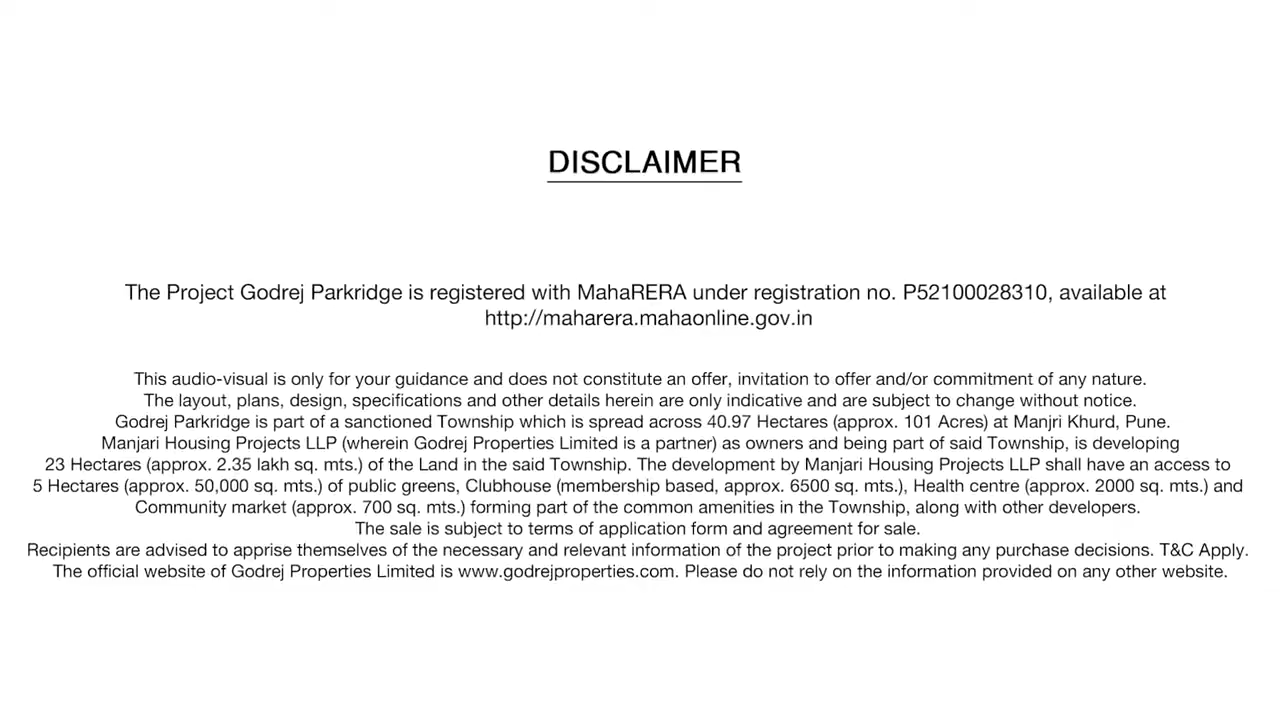 DISCLAIMER
The Project Godrej Parkridge is registered with MahaRERA under registration no. P52100028310, available at
http://maharera.mahaonline.gov.in
This audio-visual is only for your guidance and does not constitute an offer, invitation to offer and/or commitment of any nature.
The layout, plans, design, specifications and other details herein are only indicative and are subject to change without notice.
Godrej Parkridge is part of a sanctioned Township which is spread across 40.97 Hectares (approx. 101 Acres) at Manjri Khurd, Pune.
Manjari Housing Projects LLP (wherein Godrej Properties Limited is a partner) as owners and being part of said Township, is developing
23 Hectares (approx. 2.35 lakh sq. mts.) of the Land in the said Township. The development by Manjari Housing Projects LLP shall have an access to
5 Hectares (approx. 50,000 sq. mts.) of public greens, Clubhouse (membership based, approx. 6500 sq. mts.), Health centre (approx. 2000 sq. mts.) and
Community market (approx. 700 sq. mts.) forming part of the common amenities in the Township, along with other developers.
The sale is subject to terms of application form and agreement for sale.
Recipients are advised to apprise themselves of the necessary and relevant information of the project prior to making any purchase decisions. T&C Apply.
The official website of Godrej Properties Limited is www.godrejproperties.com. Please do not rely on the information provided on any other website.